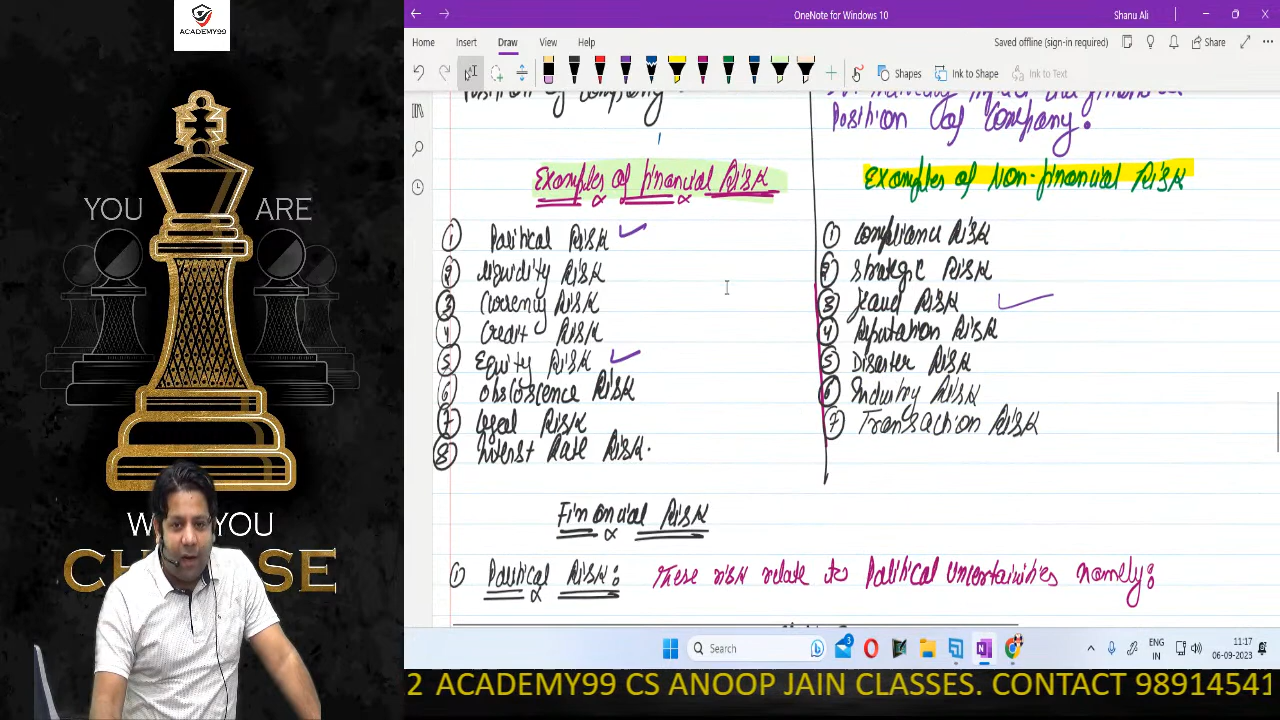 ACADEMY99
YOU ARE
WHAT YOU
CHOOSE
OneNote for Windows 10
Shanu Ali
Home Insert Draw View Help
Saved offline (sign-in required)
Share
Shapes
Ink to Shape
Ink to Text
Position of Company
Position of Company.
Examples of financial Risk
① Political Risk
② liquidity Risk
③ Currency Risk
④ Credit Risk
⑤ Equity Risk
⑥ obsloscence Risk
⑦ legal Risk
⑧ Interst Rate Risk.
Examples of Non-financial Risk
① Compliance Risk
② Strategic Risk
③ fraud Risk
④ Reputation Risk
⑤ Disaster Risk
⑥ Industry Risk
⑦ Transaction Risk
Financial Risk
① Political Risk: These risk relate to Political uncertainities namely:
Search
3
ENG
IN
11:17
06-09-2023
2 ACADEMY99 CS ANOOP JAIN CLASSES. CONTACT 98914541